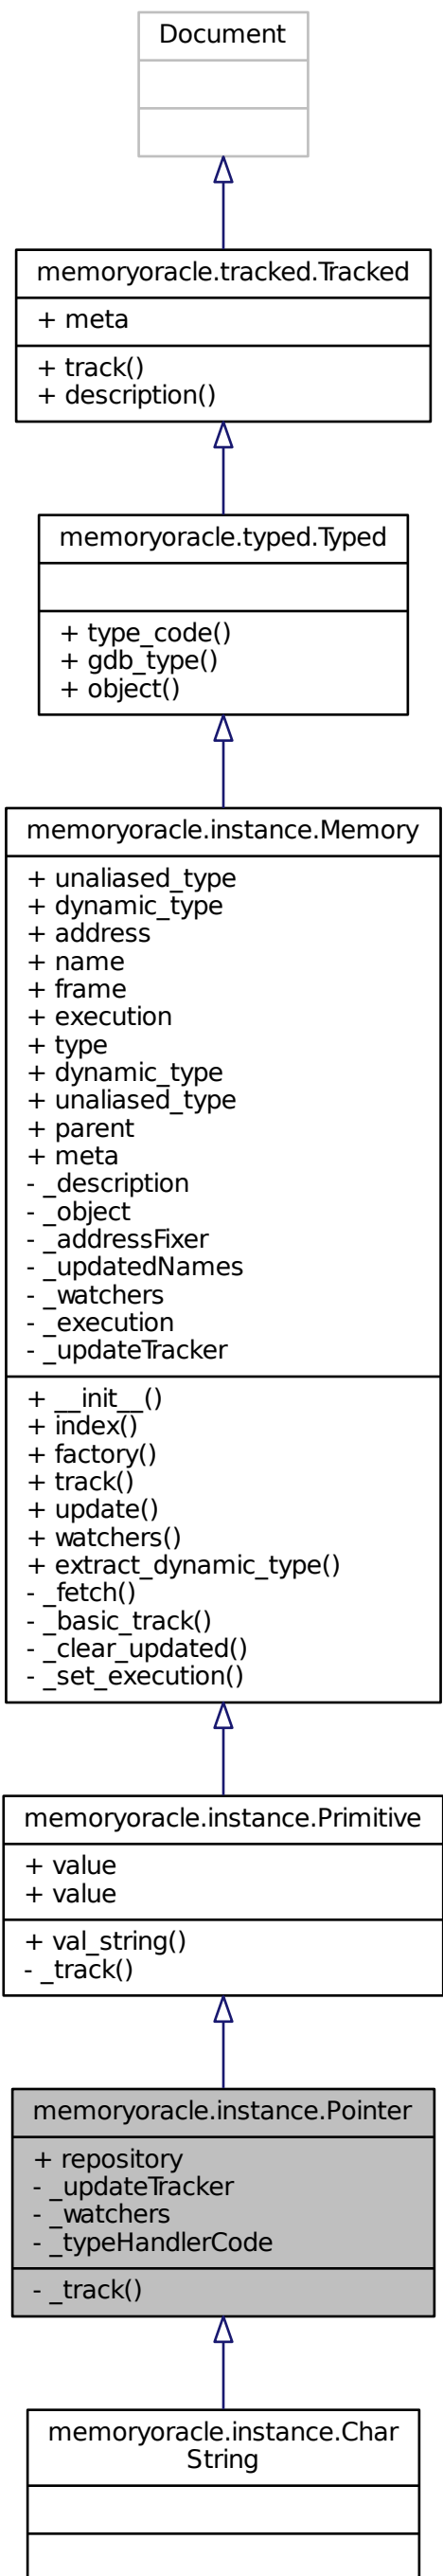 Document
memoryoracle.tracked.Tracked
+ meta
+ track()
+ description()
memoryoracle.typed.Typed
+ type_code()
+ gdb_type()
+ object()
memoryoracle.instance.Memory
+ unaliased_type
+ dynamic_type
+ address
+ name
+ frame
+ execution
+ type
+ dynamic_type
+ unaliased_type
+ parent
+ meta
- _description
- _object
- _addressFixer
- _updatedNames
- _watchers
- _execution
- _updateTracker
+ __init__()
+ index()
+ factory()
+ track()
+ update()
+ watchers()
+ extract_dynamic_type()
- _fetch()
- _basic_track()
- _clear_updated()
- _set_execution()
memoryoracle.instance.Primitive
+ value
+ value
+ val_string()
- _track()
memoryoracle.instance.Pointer
+ repository
- _updateTracker
- _watchers
- _typeHandlerCode
- _track()
memoryoracle.instance.Char
String